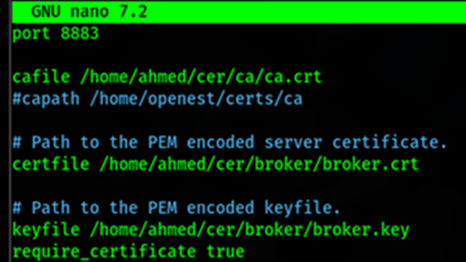 GNU nano 7.2
port 8883
cafile /home/ahmed/cer/ca/ca.crt
#capath /home/openest/certs/ca
# Path to the PEM encoded server certificate.
certfile /home/ahmed/cer/broker/broker.crt
# Path to the PEM encoded keyfile.
keyfile /home/ahmed/cer/broker/broker.key
require_certificate true